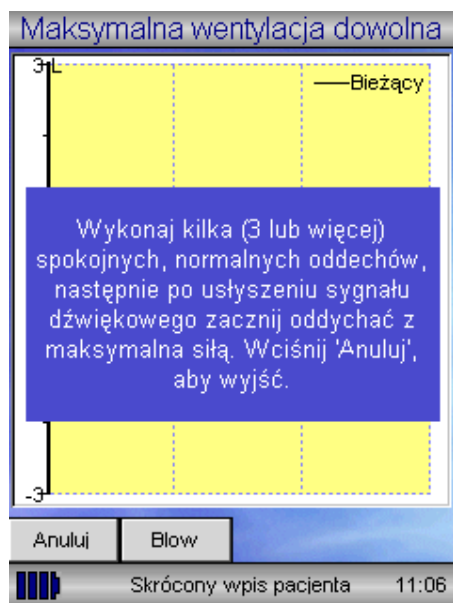 Maksymalna wentylacja dowolna
3 L
Bieżący
Wykonaj kilka (3 lub więcej)
spokojnych, normalnych oddechów,
następnie po usłyszeniu sygnału
dźwiękowego zacznij oddychać z
maksymalna siłą. Wciśnij 'Anuluj',
aby wyjść.
-3
Anuluj Blow
Skrócony wpis pacjenta 11:06